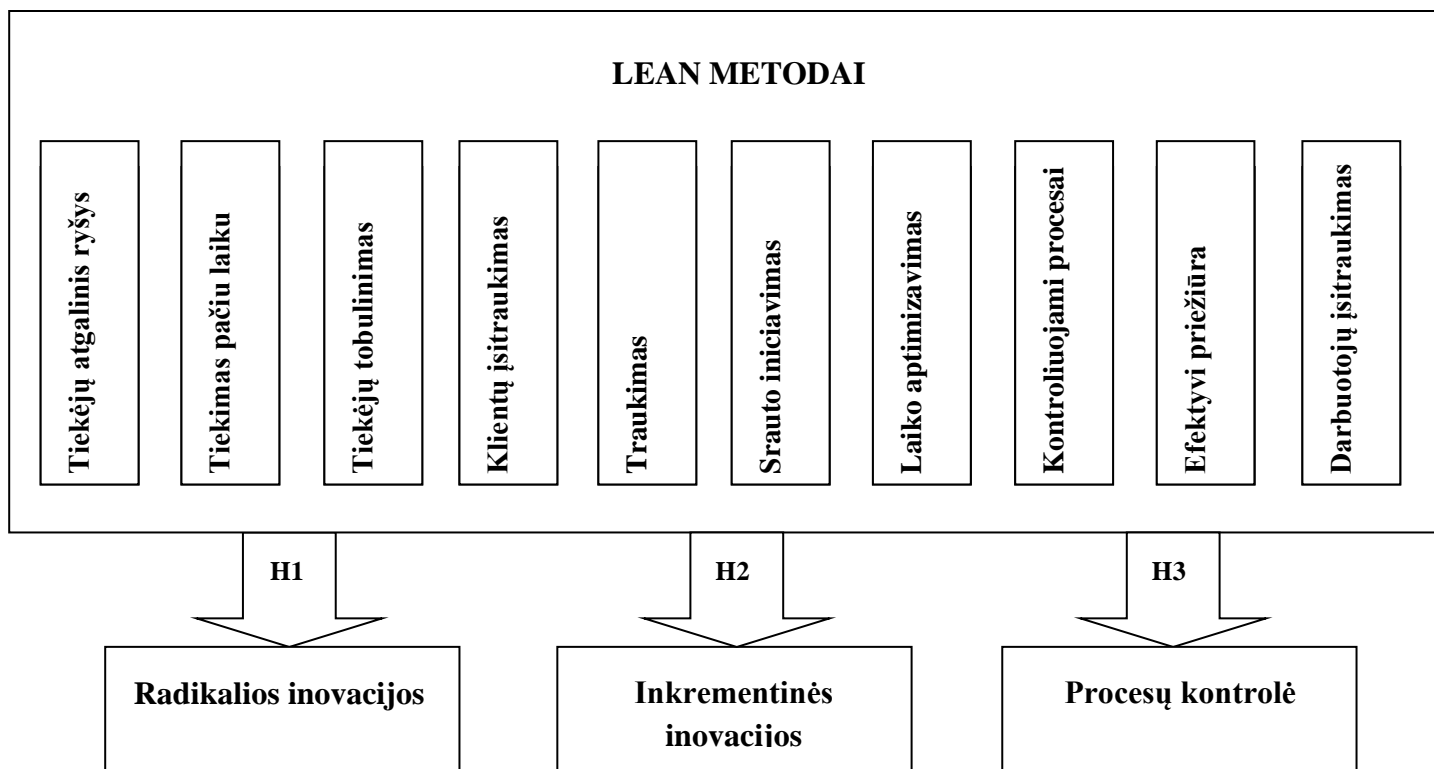 LEAN METODAI
Tiekėjų atgalinis ryšys
Tiekimas pačiu laiku
Tiekėjų tobulinimas
Klientų įsitraukimas
Traukimas
Srauto iniciavimas
Laiko aptimizavimas
Kontroliuojami procesai
Efektyvi priežiūra
Darbuotojų įsitraukimas
H1
H2
H3
Radikalios inovacijos
Inkrementinės
inovacijos
Procesų kontrolė